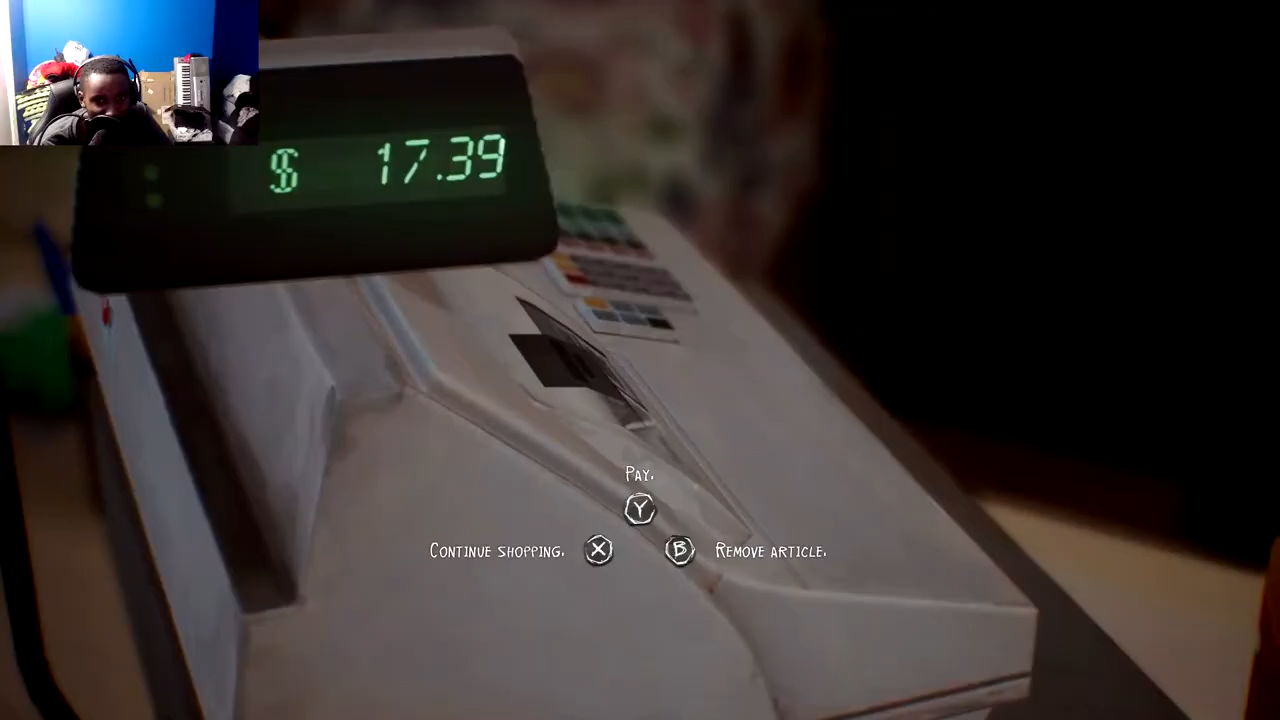 $ 17.39
PAY.
Y
CONTINUE SHOPPING. X B REMOVE ARTICLE.